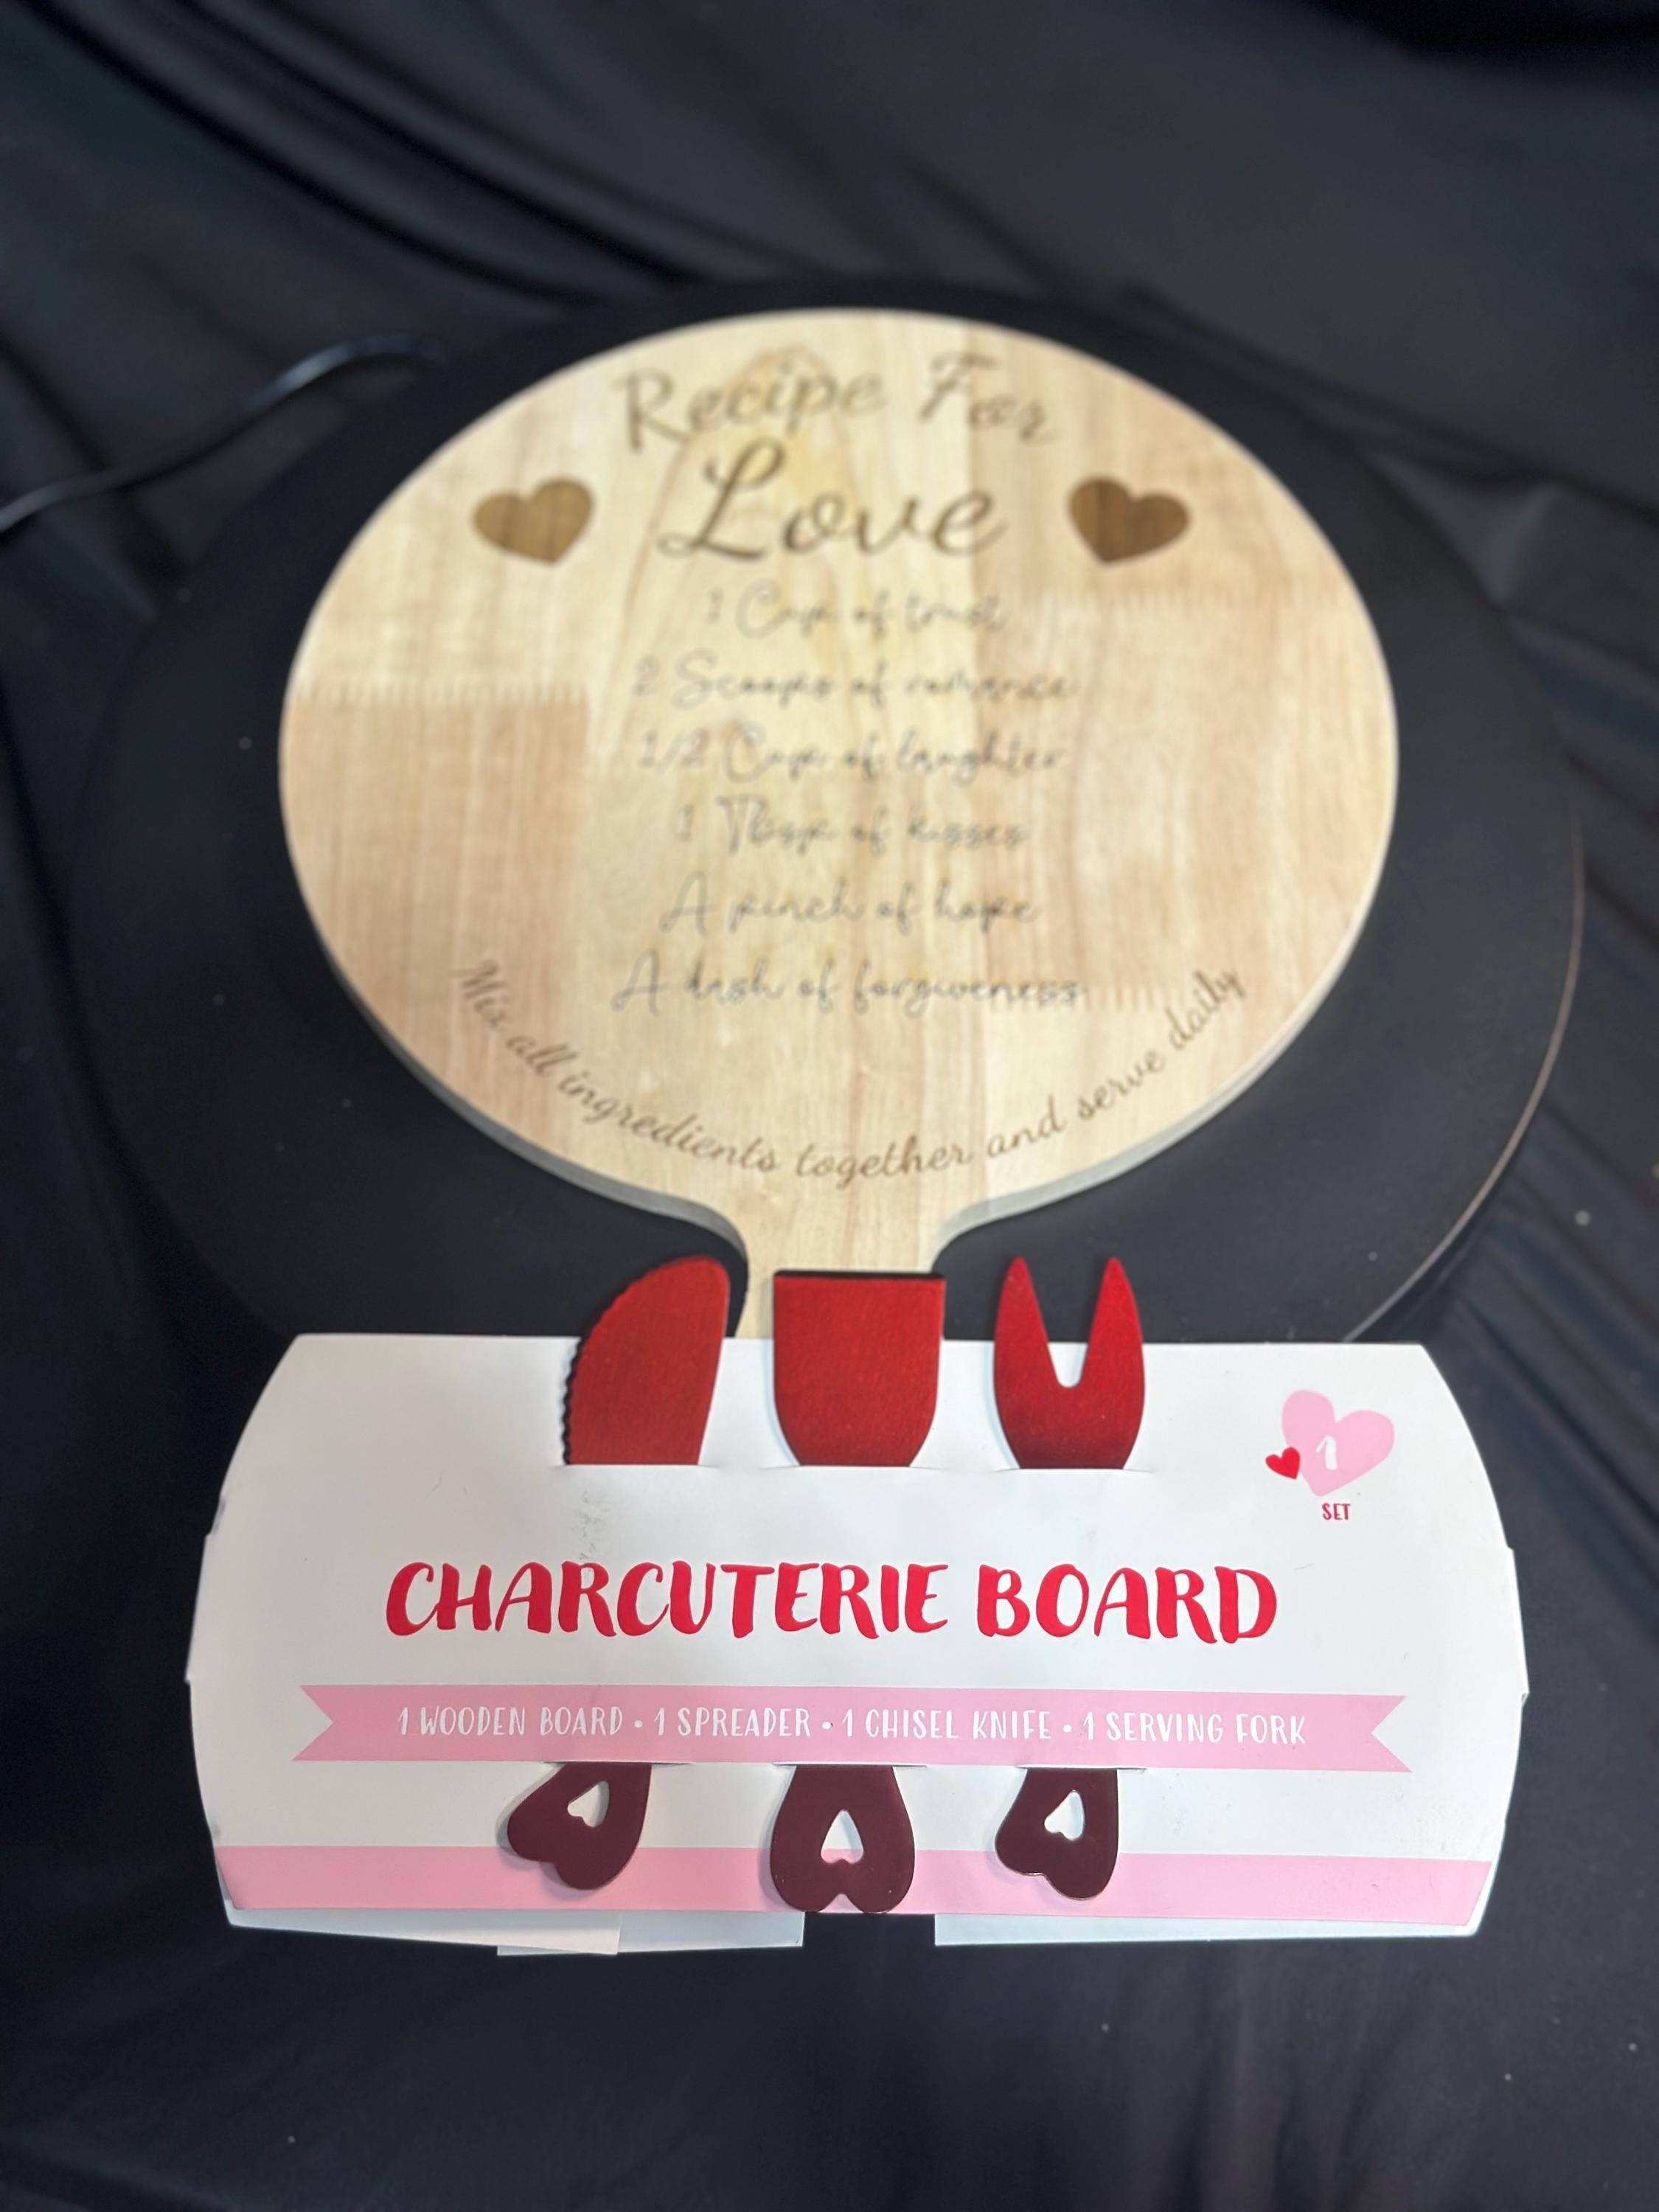 Recipe For
Love
1 Cup of trust
2 Scoops of romance
1/2 Cup of laughter
1 Tbsp of kisses
A pinch of hope
A dash of forgiveness
Mix all ingredients together and serve daily
1
SET
CHARCUTERIE BOARD
1 WOODEN BOARD • 1 SPREADER • 1 CHISEL KNIFE • 1 SERVING FORK